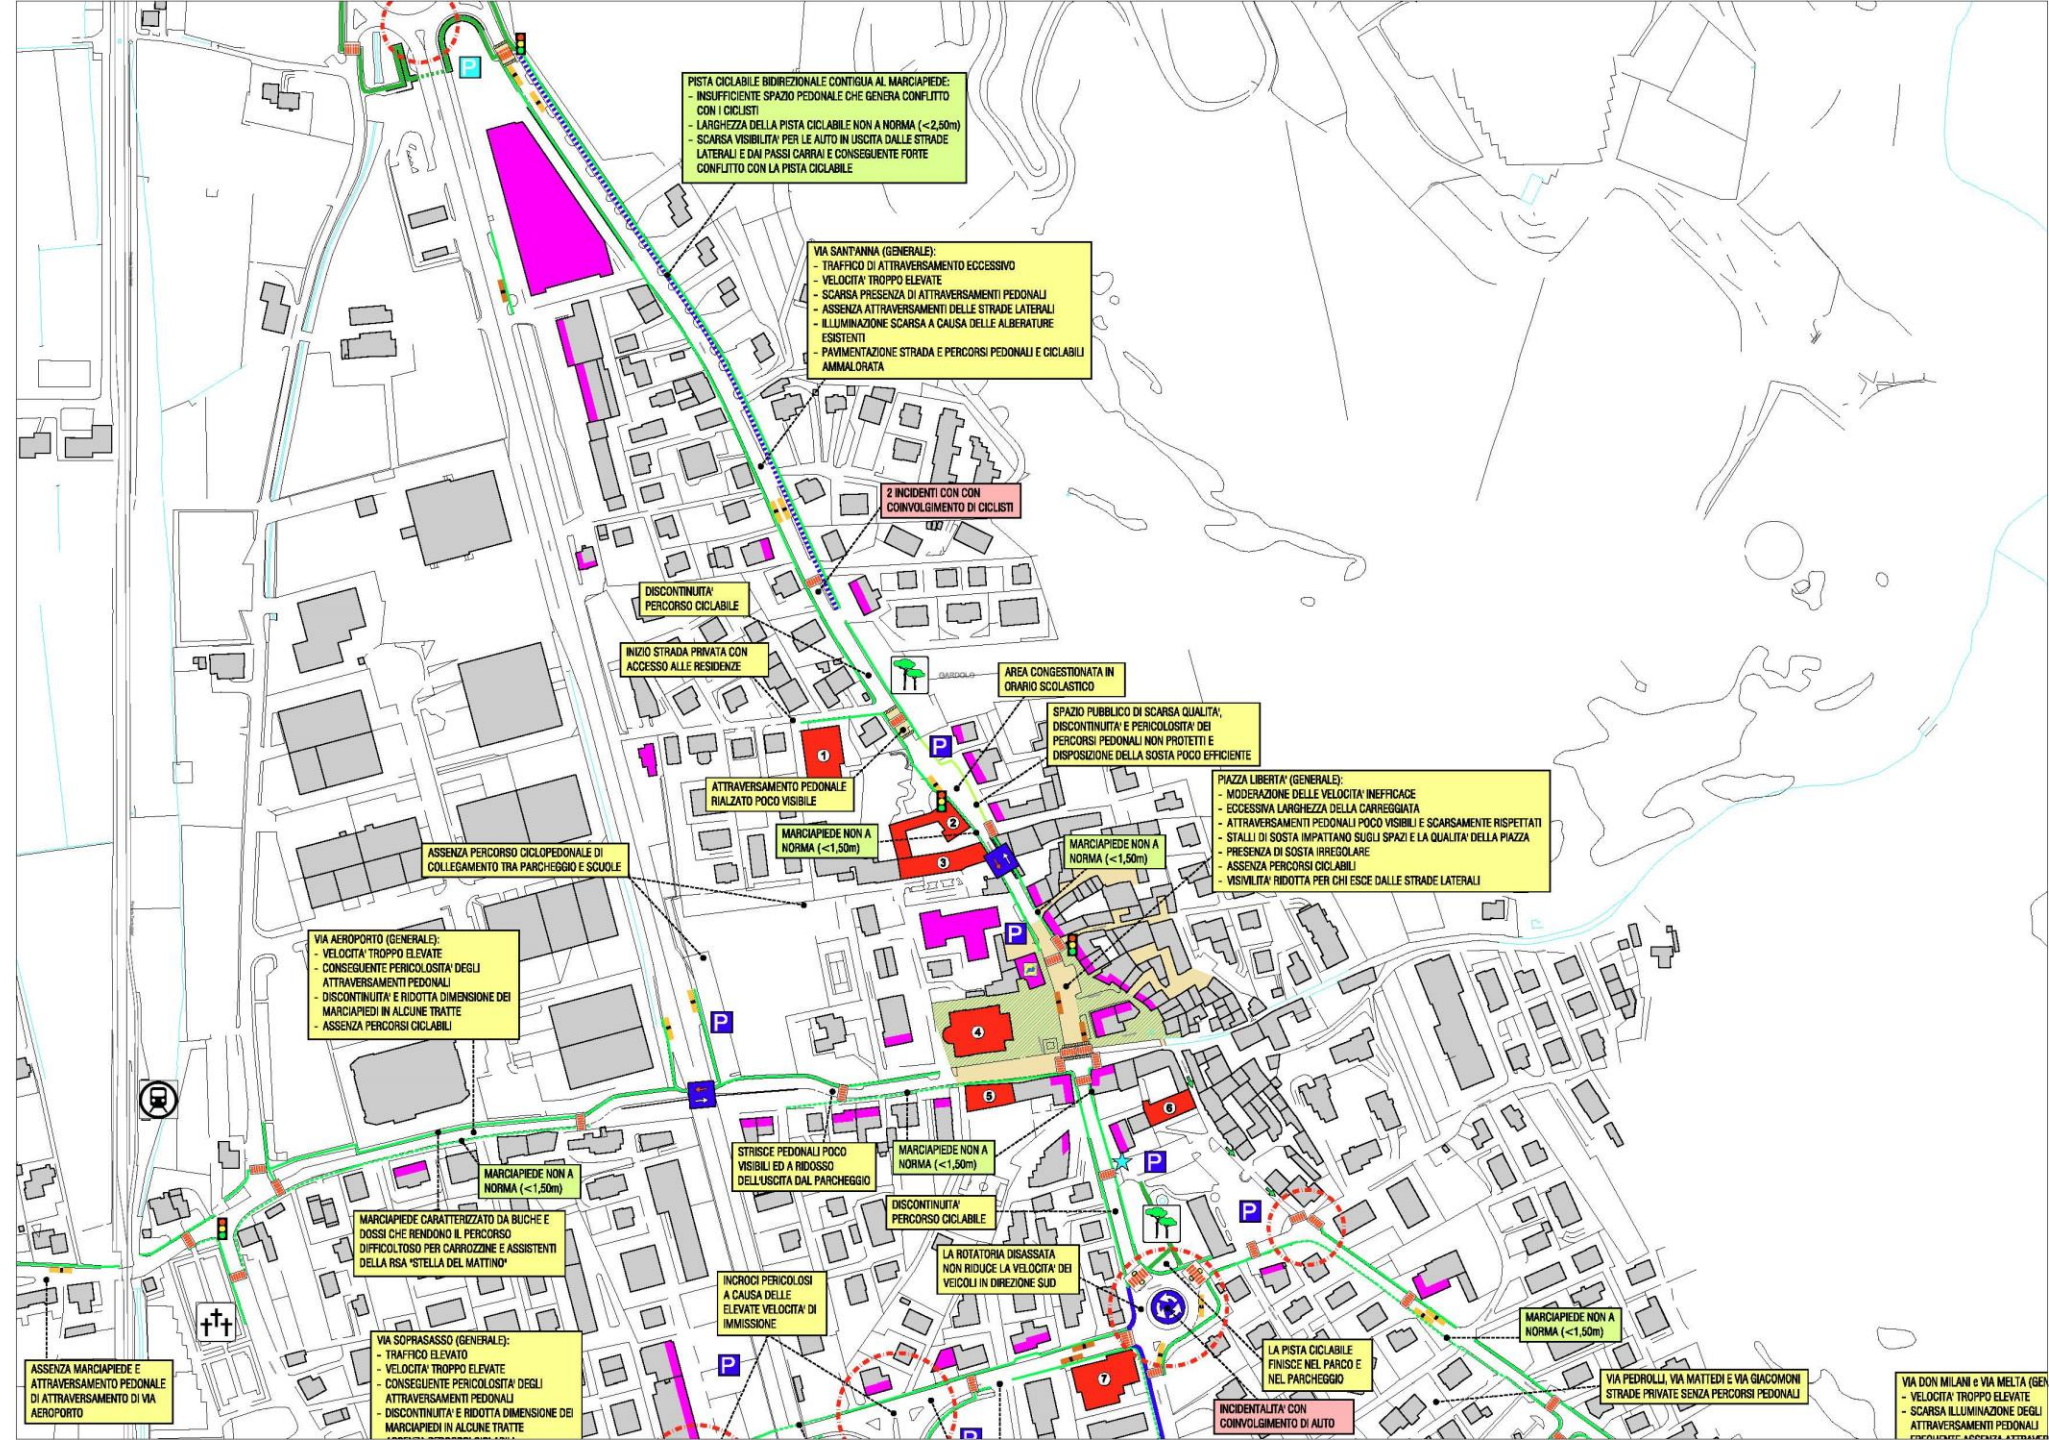 PISTA CICLABILE BIDIREZIONALE CONTIGUA AL MARCIAPIEDE:
- INSUFFICIENTE SPAZIO PEDONALE CHE GENERA CONFLITTO
CON I CICLISTI
- LARGHEZZA DELLA PISTA CICLABILE NON A NORMA (<2,50m)
- SCARSA VISIBILITA' PER LE AUTO IN USCITA DALLE STRADE
LATERALI E DAI PASSI CARRAI E CONSEGUENTE FORTE
CONFLITTO CON LA PISTA CICLABILE
P
VIA SANT'ANNA (GENERALE):
- TRAFFICO DI ATTRAVERSAMENTO ECCESSIVO
- VELOCITA' TROPPO ELEVATE
- SCARSA PRESENZA DI ATTRAVERSAMENTI PEDONALI
- ASSENZA ATTRAVERSAMENTI DELLE STRADE LATERALI
- ILLUMINAZIONE SCARSA A CAUSA DELLE ALBERATURE
ESISTENTI
- PAVIMENTAZIONE STRADA E PERCORSI PEDONALI E CICLABILI
AMMALORATA
2 INCIDENTI CON CON
COINVOLGIMENTO DI CICLISTI
DISCONTINUITA'
PERCORSO CICLABILE
INIZIO STRADA PRIVATA CON
ACCESSO ALLE RESIDENZE
GARDOLO
AREA CONGESTIONATA IN
ORARIO SCOLASTICO
SPAZIO PUBBLICO DI SCARSA QUALITA',
DISCONTINUITA' E PERICOLOSITA' DEI
PERCORSI PEDONALI NON PROTETTI E
DISPOSIZIONE DELLA SOSTA POCO EFFICIENTE
P
1
ATTRAVERSAMENTO PEDONALE
RIALZATO POCO VISIBILE
PIAZZA LIBERTA' (GENERALE):
- MODERAZIONE DELLE VELOCITA' INEFFICACE
- ECCESSIVA LARGHEZZA DELLA CARREGGIATA
- ATTRAVERSAMENTI PEDONALI POCO VISIBILI E SCARSAMENTE RISPETTATI
- STALLI DI SOSTA IMPATTANO SUGLI SPAZI E LA QUALITA' DELLA PIAZZA
- PRESENZA DI SOSTA IRREGOLARE
- ASSENZA PERCORSI CICLABILI
- VISIVILITA' RIDOTTA PER CHI ESCE DALLE STRADE LATERALI
2
MARCIAPIEDE NON A
NORMA (<1,50m)
3
MARCIAPIEDE NON A
NORMA (<1,50m)
ASSENZA PERCORSO CICLOPEDONALE DI
COLLEGAMENTO TRA PARCHEGGIO E SCUOLE
P
VIA AEROPORTO (GENERALE):
- VELOCITA' TROPPO ELEVATE
- CONSEGUENTE PERICOLOSITA' DEGLI
ATTRAVERSAMENTI PEDONALI
- DISCONTINUITA' E RIDOTTA DIMENSIONE DEI
MARCIAPIEDI IN ALCUNE TRATTE
- ASSENZA PERCORSI CICLABILI
P
4
5
6
STRISCE PEDONALI POCO
VISIBILI ED A RIDOSSO
DELL'USCITA DAL PARCHEGGIO
MARCIAPIEDE NON A
NORMA (<1,50m)
P
MARCIAPIEDE NON A
NORMA (<1,50m)
DISCONTINUITA'
PERCORSO CICLABILE
P
MARCIAPIEDE CARATTERIZZATO DA BUCHE E
DOSSI CHE RENDONO IL PERCORSO
DIFFICOLTOSO PER CARROZZINE E ASSISTENTI
DELLA RSA "STELLA DEL MATTINO"
LA ROTATORIA DISASSATA
NON RIDUCE LA VELOCITA' DEI
VEICOLI IN DIREZIONE SUD
INCROCI PERICOLOSI
A CAUSA DELLE
ELEVATE VELOCITA' DI
IMMISSIONE
MARCIAPIEDE NON A
NORMA (<1,50m)
VIA SOPRASASSO (GENERALE):
- TRAFFICO ELEVATO
- VELOCITA' TROPPO ELEVATE
- CONSEGUENTE PERICOLOSITA' DEGLI
ATTRAVERSAMENTI PEDONALI
- DISCONTINUITA' E RIDOTTA DIMENSIONE DEI
MARCIAPIEDI IN ALCUNE TRATTE
LA PISTA CICLABILE
FINISCE NEL PARCO E
NEL PARCHEGGIO
P
7
ASSENZA MARCIAPIEDE E
ATTRAVERSAMENTO PEDONALE
DI ATTRAVERSAMENTO DI VIA
AEROPORTO
VIA PEDROLLI, VIA MATTEDI E VIA GIACOMONI
STRADE PRIVATE SENZA PERCORSI PEDONALI
INCIDENTALITA' CON
COINVOLGIMENTO DI AUTO
VIA DON MILANI e VIA MELTA (GEN
- VELOCITA' TROPPO ELEVATE
- SCARSA ILLUMINAZIONE DEGLI
ATTRAVERSAMENTI PEDONALI
P